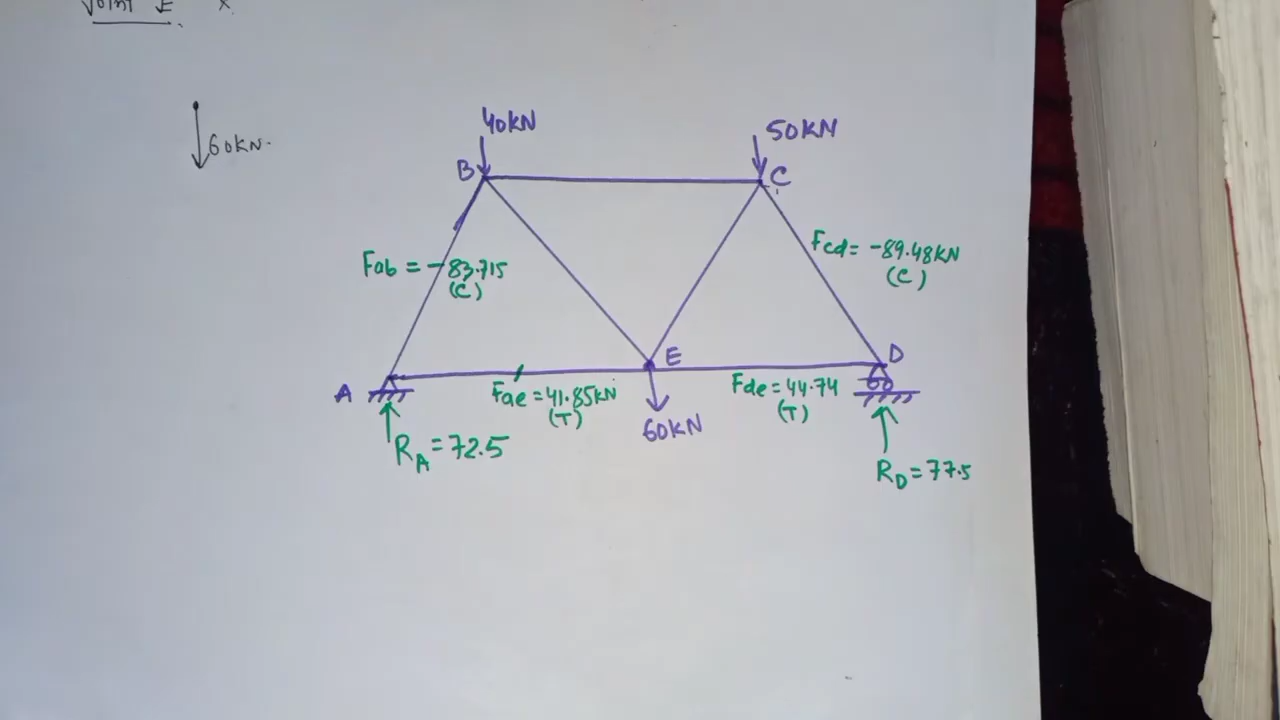 Joint E
60KN.
40KN
50KN
B
C
Fab = -83.715
(C)
Fcd = -89.48KN
(C)
A
E
D
Fae = 41.85KN
(T)
Fde = 44.74
(T)
60KN
RA = 72.5
RD = 77.5